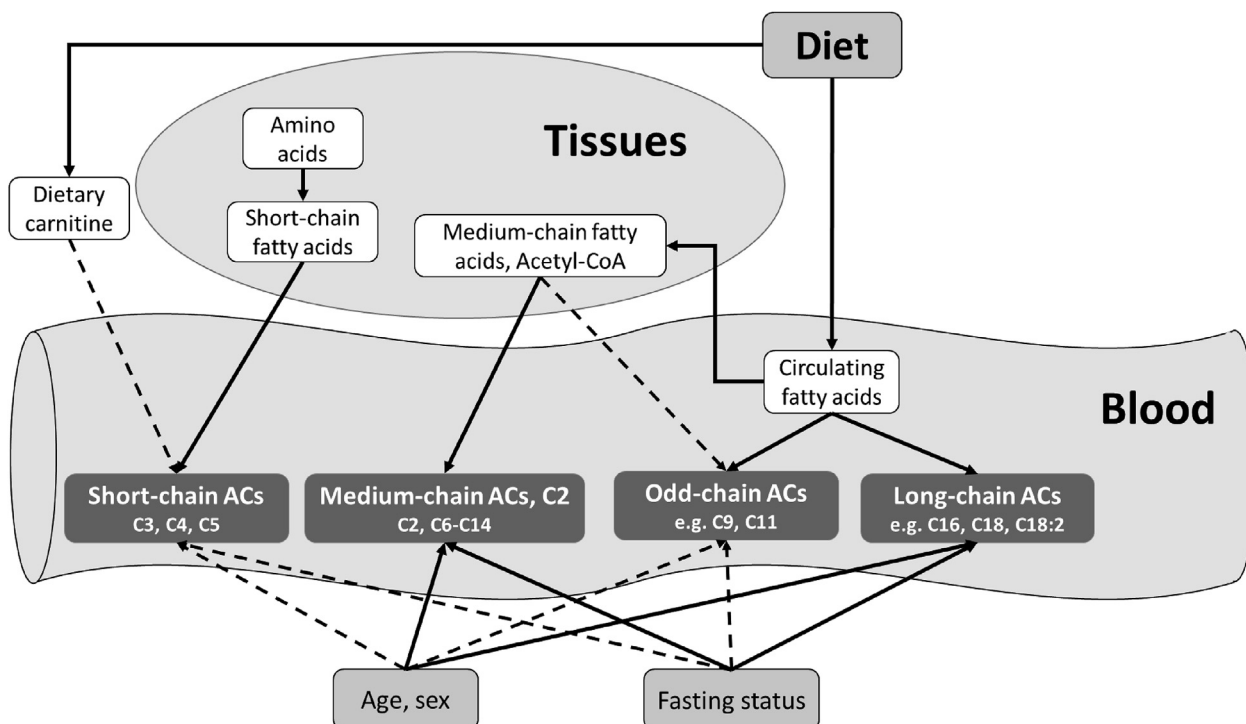 Diet
Tissues
Amino
acids
Dietary
carnitine
Short-chain
fatty acids
Medium-chain fatty
acids, Acetyl-CoA
Circulating
fatty acids
Blood
Short-chain ACs
C3, C4, C5
Medium-chain ACs, C2
C2, C6-C14
Odd-chain ACs
e.g. C9, C11
Long-chain ACs
e.g. C16, C18, C18:2
Age, sex
Fasting status